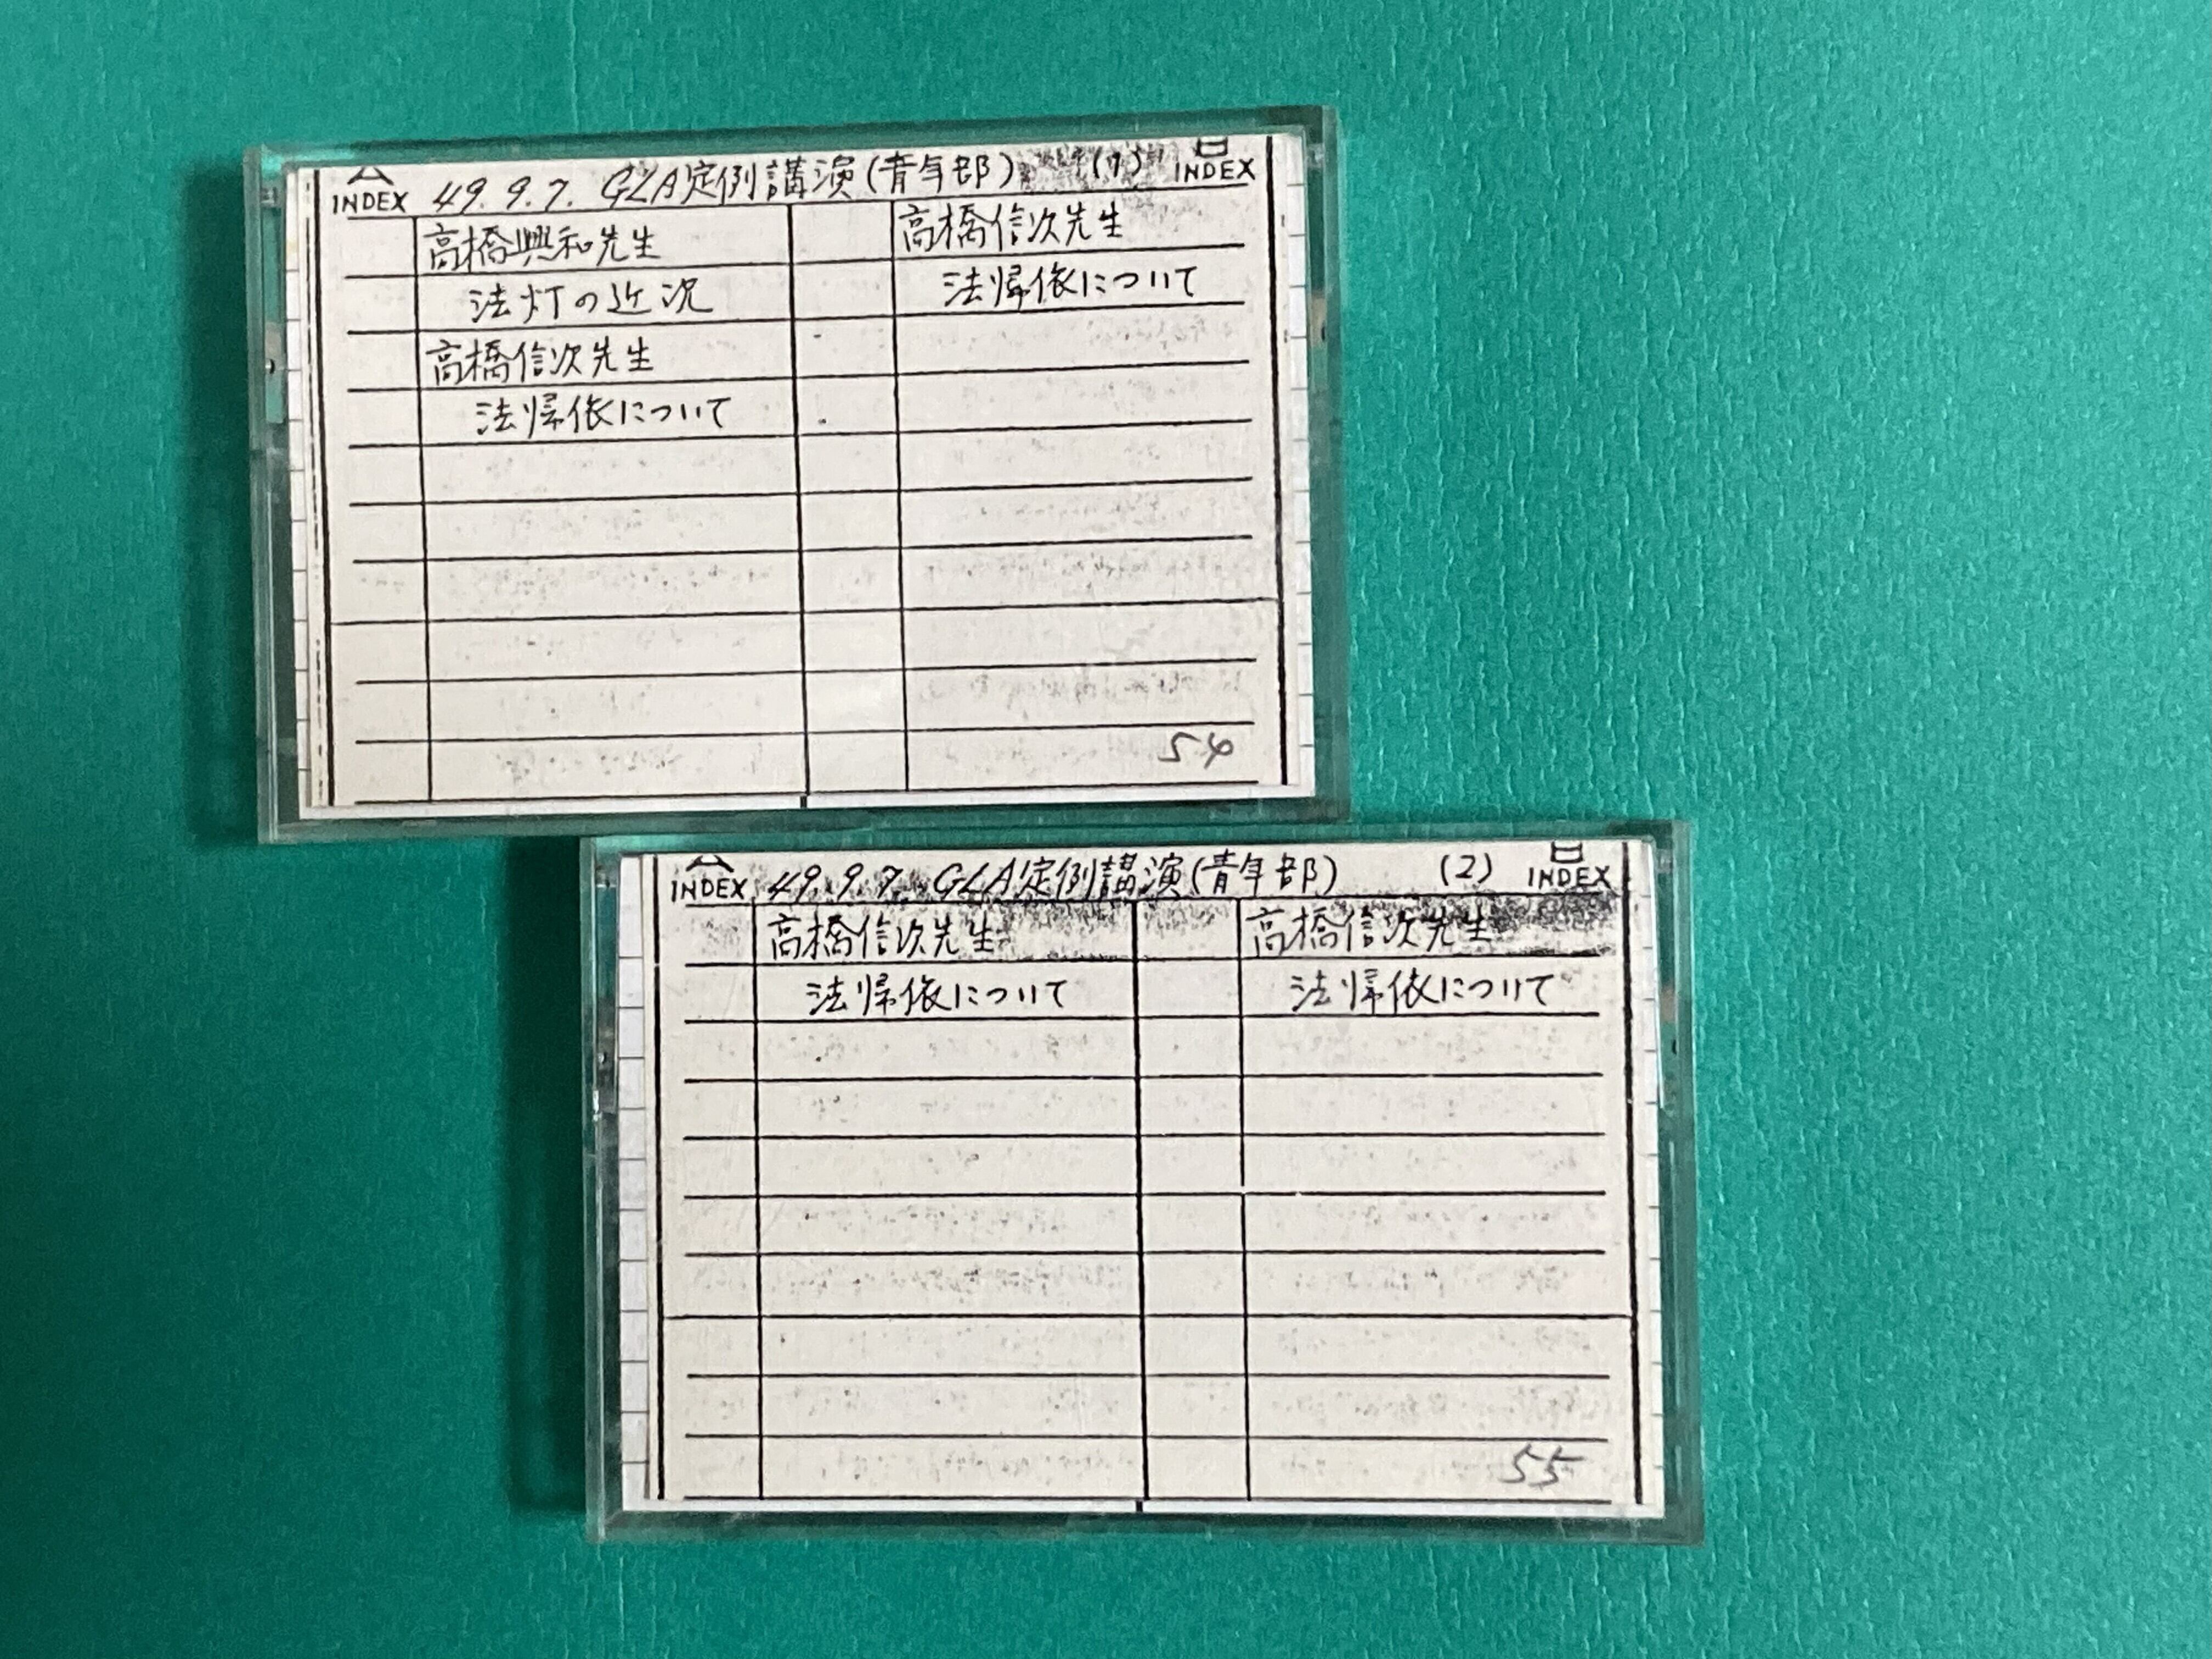 INDEX 49.9.7. GLA定例講演(青年部) (1) INDEX
高橋興和先生
法灯の近況
高橋信次先生
法帰依について
高橋信次先生
法帰依について
54
INDEX 49.9.7. GLA定例講演(青年部) (2) INDEX
高橋信次先生
法帰依について
高橋信次先生
法帰依について
55